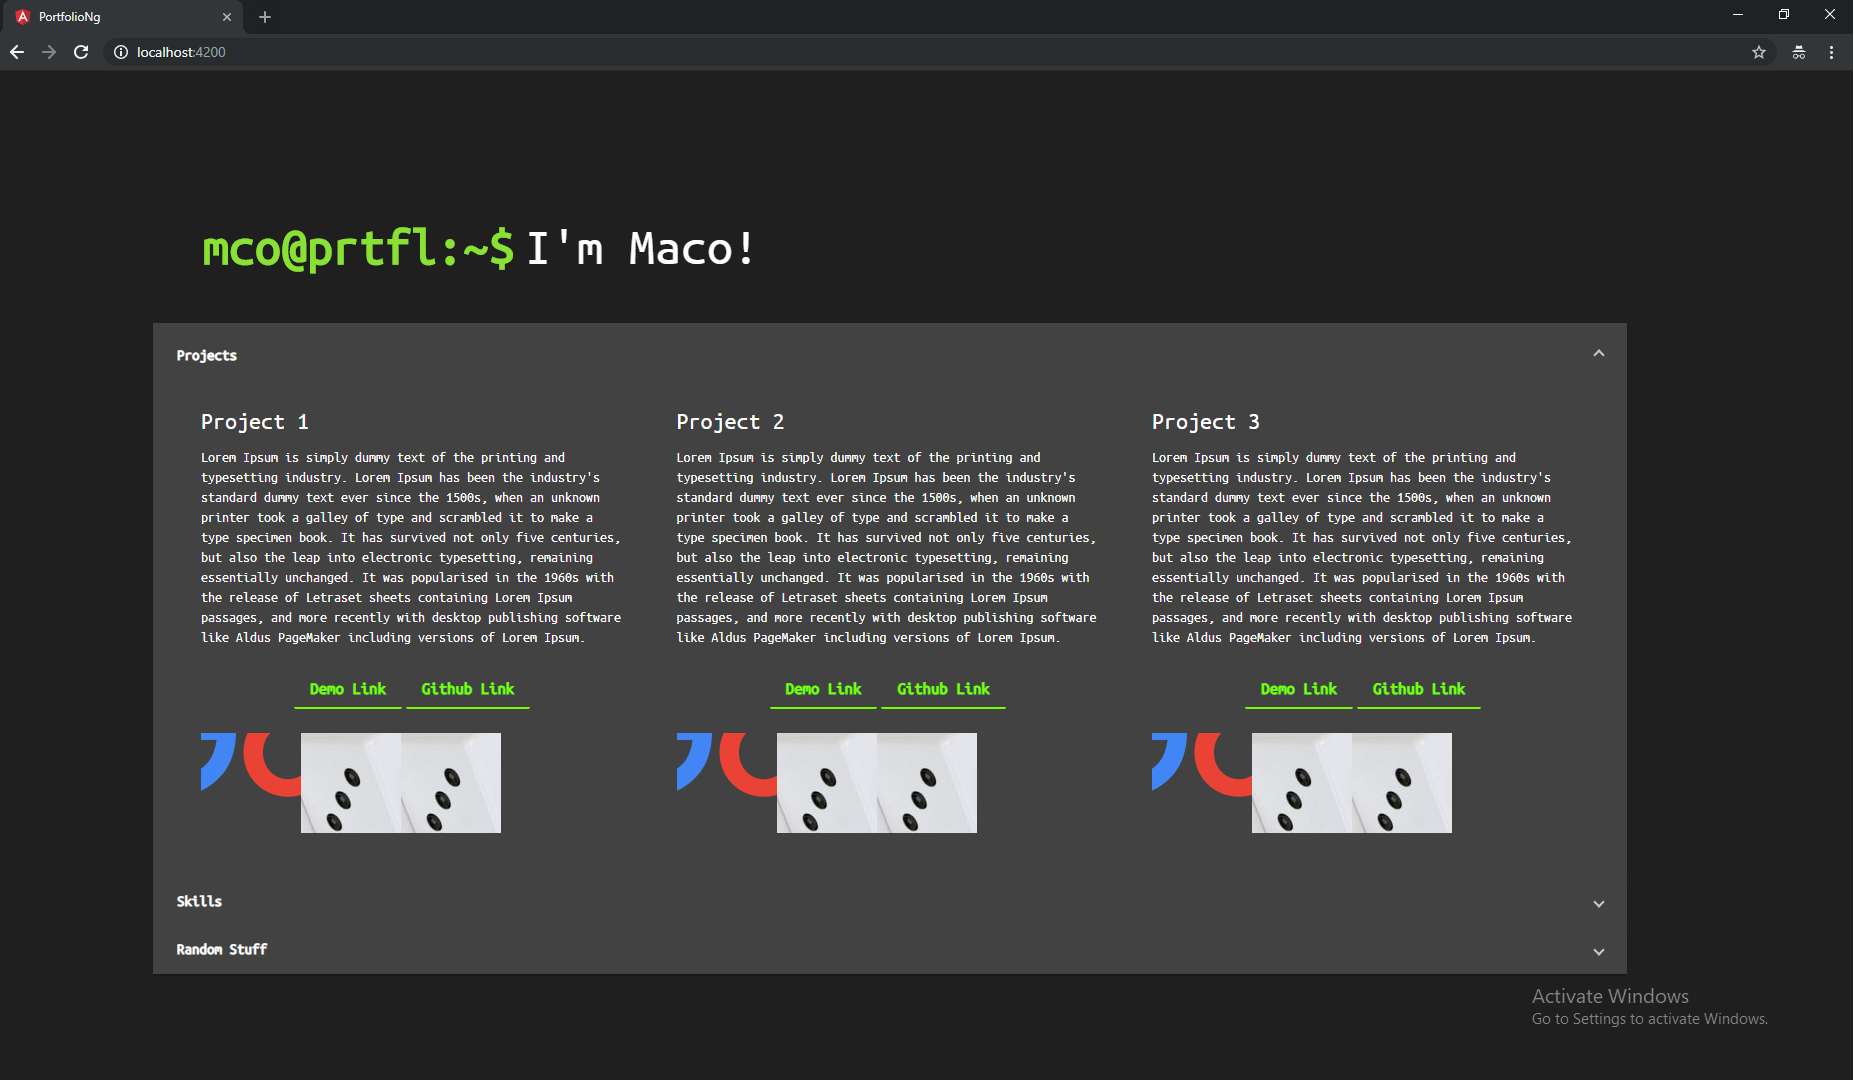 PortfolioNg
localhost:4200
mco@prtfl:~$ I'm Maco!
Projects
Project 1
Lorem Ipsum is simply dummy text of the printing and
typesetting industry. Lorem Ipsum has been the industry's
standard dummy text ever since the 1500s, when an unknown
printer took a galley of type and scrambled it to make a
type specimen book. It has survived not only five centuries,
but also the leap into electronic typesetting, remaining
essentially unchanged. It was popularised in the 1960s with
the release of Letraset sheets containing Lorem Ipsum
passages, and more recently with desktop publishing software
like Aldus PageMaker including versions of Lorem Ipsum.
Demo Link Github Link
Project 2
Lorem Ipsum is simply dummy text of the printing and
typesetting industry. Lorem Ipsum has been the industry's
standard dummy text ever since the 1500s, when an unknown
printer took a galley of type and scrambled it to make a
type specimen book. It has survived not only five centuries,
but also the leap into electronic typesetting, remaining
essentially unchanged. It was popularised in the 1960s with
the release of Letraset sheets containing Lorem Ipsum
passages, and more recently with desktop publishing software
like Aldus PageMaker including versions of Lorem Ipsum.
Demo Link Github Link
Project 3
Lorem Ipsum is simply dummy text of the printing and
typesetting industry. Lorem Ipsum has been the industry's
standard dummy text ever since the 1500s, when an unknown
printer took a galley of type and scrambled it to make a
type specimen book. It has survived not only five centuries,
but also the leap into electronic typesetting, remaining
essentially unchanged. It was popularised in the 1960s with
the release of Letraset sheets containing Lorem Ipsum
passages, and more recently with desktop publishing software
like Aldus PageMaker including versions of Lorem Ipsum.
Demo Link Github Link
Skills
Random Stuff
Activate Windows
Go to Settings to activate Windows.